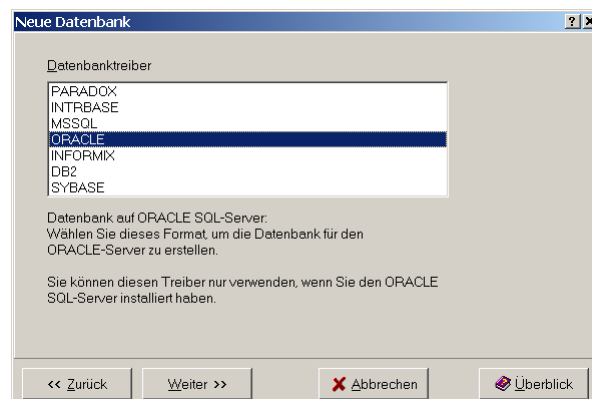 Neue Datenbank
Datenbanktreiber
PARADOX
INTRBASE
MSSQL
ORACLE
INFORMIX
DB2
SYBASE
Datenbank auf ORACLE SQL-Server:
Wählen Sie dieses Format, um die Datenbank für den
ORACLE-Server zu erstellen.
Sie können diesen Treiber nur verwenden, wenn Sie den ORACLE
SQL-Server installiert haben.
<< Zurück Weiter >> Abbrechen Überblick